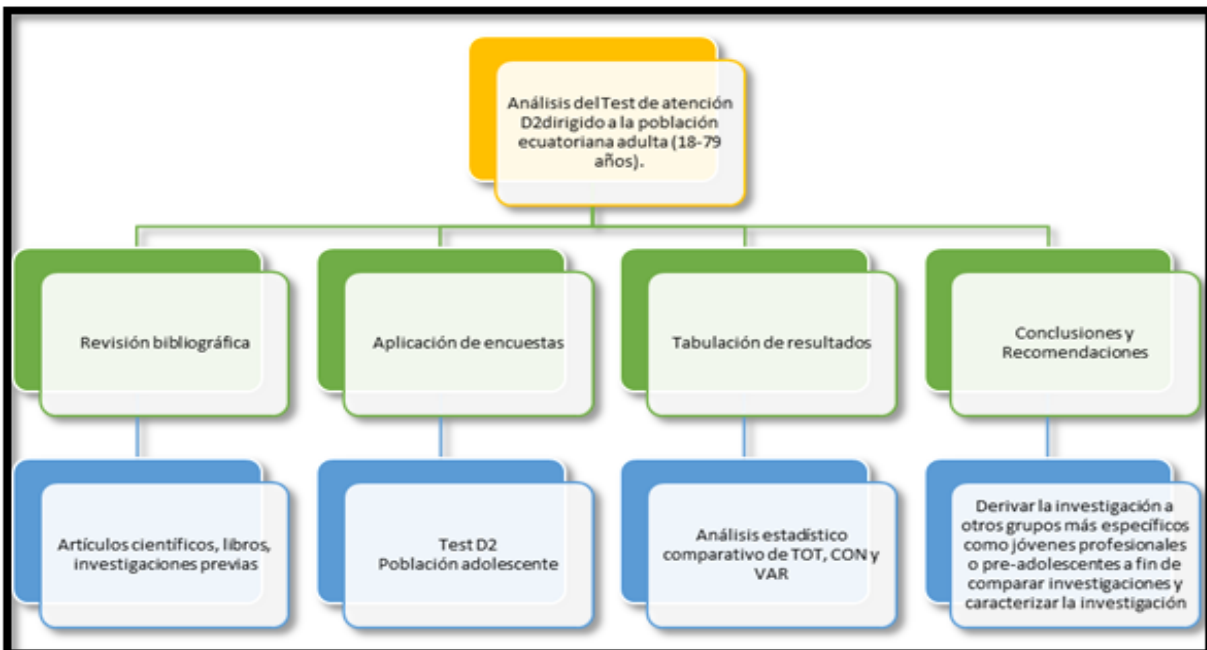 Análisis del Test de atención
D2dirigido a la población
ecuatoriana adulta (18-79
años).
Revisión bibliográfica
Aplicación de encuestas
Tabulación de resultados
Conclusiones y
Recomendaciones
Artículos científicos, libros,
investigaciones previas
Test D2
Población adolescente
Análisis estadístico
comparativo de TOT, CON y
VAR
Derivar la investigación a
otros grupos más específicos
como jóvenes profesionales
o pre-adolescentes a fin de
comparar investigaciones y
caracterizar la investigación